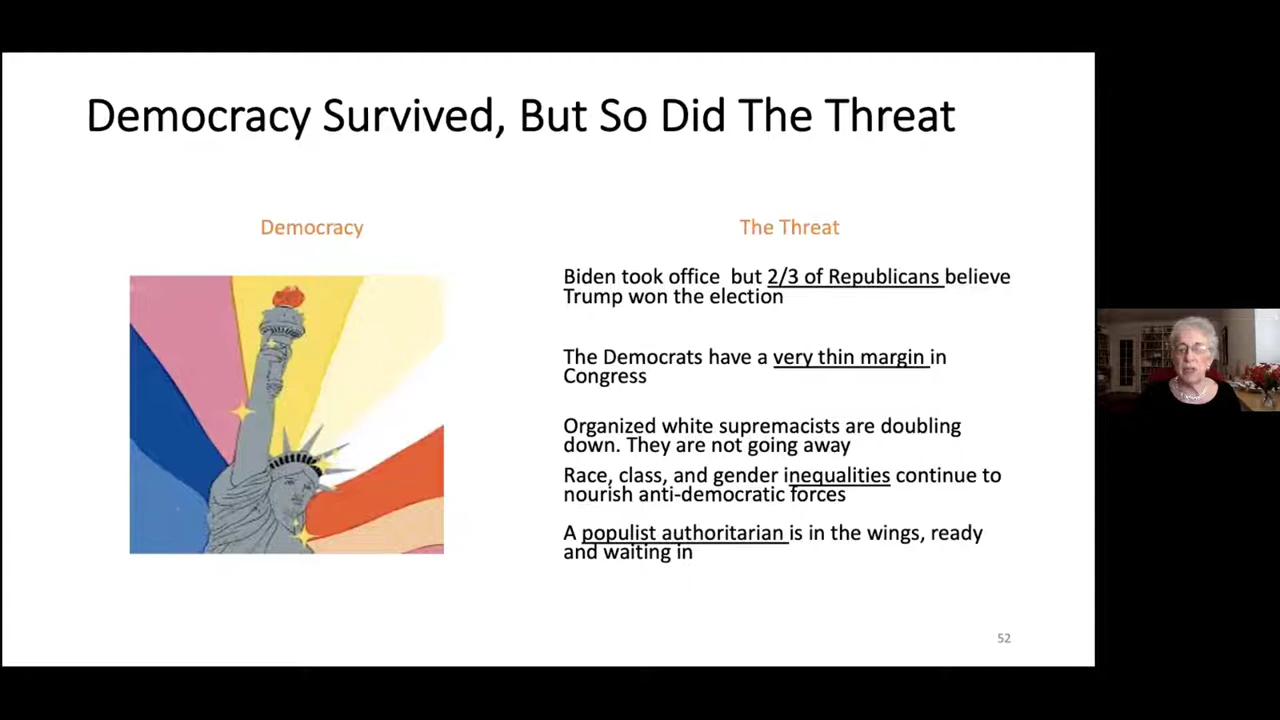 Democracy Survived, But So Did The Threat
Democracy
The Threat
Biden took office but 2/3 of Republicans believe
Trump won the election
The Democrats have a very thin margin in
Congress
Organized white supremacists are doubling
down. They are not going away
Race, class, and gender inequalities continue to
nourish anti-democratic forces
A populist authoritarian is in the wings, ready
and waiting in
52